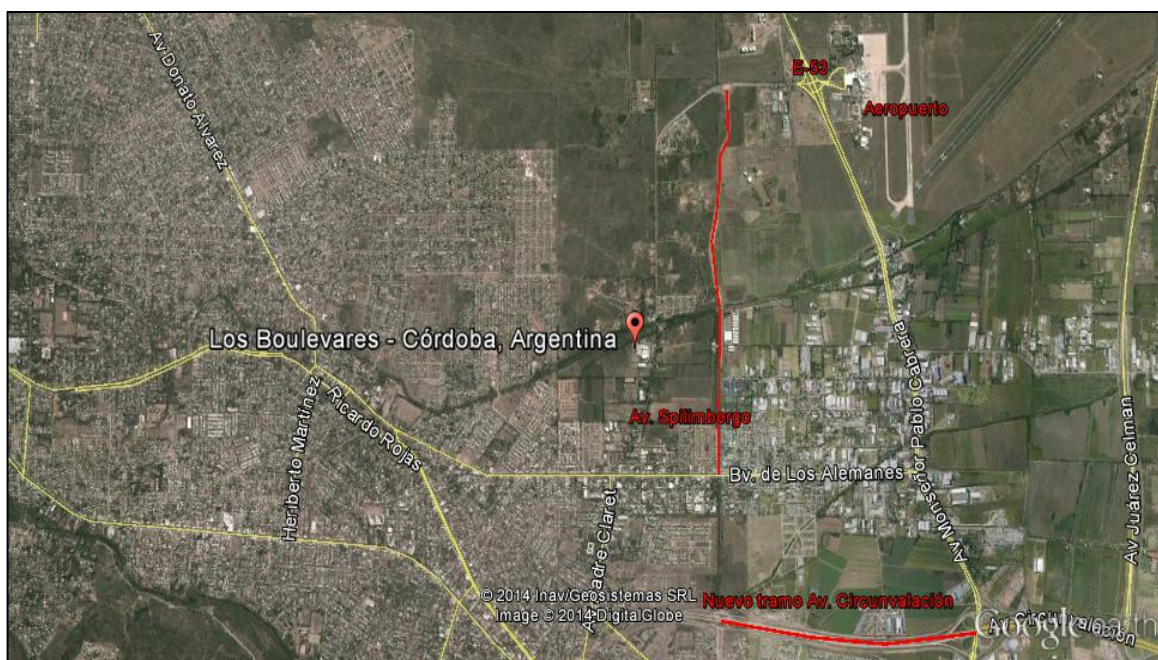 Av Donato Alvarez
E-53
Aeropuerto
Los Boulevares - Córdoba, Argentina
Av Monseñor Pablo Cabrera
Av Juárez Celman
Heriberto Martínez
Ricardo Rojas
Av. Spilimbergo
Bv. de Los Alemanes
Padre Claret
© 2014 Inav/Geosistemas SRL
Image © 2014 DigitalGlobe
Nuevo tramo Av. Circunvalación
Av Circunvalación
Google earth